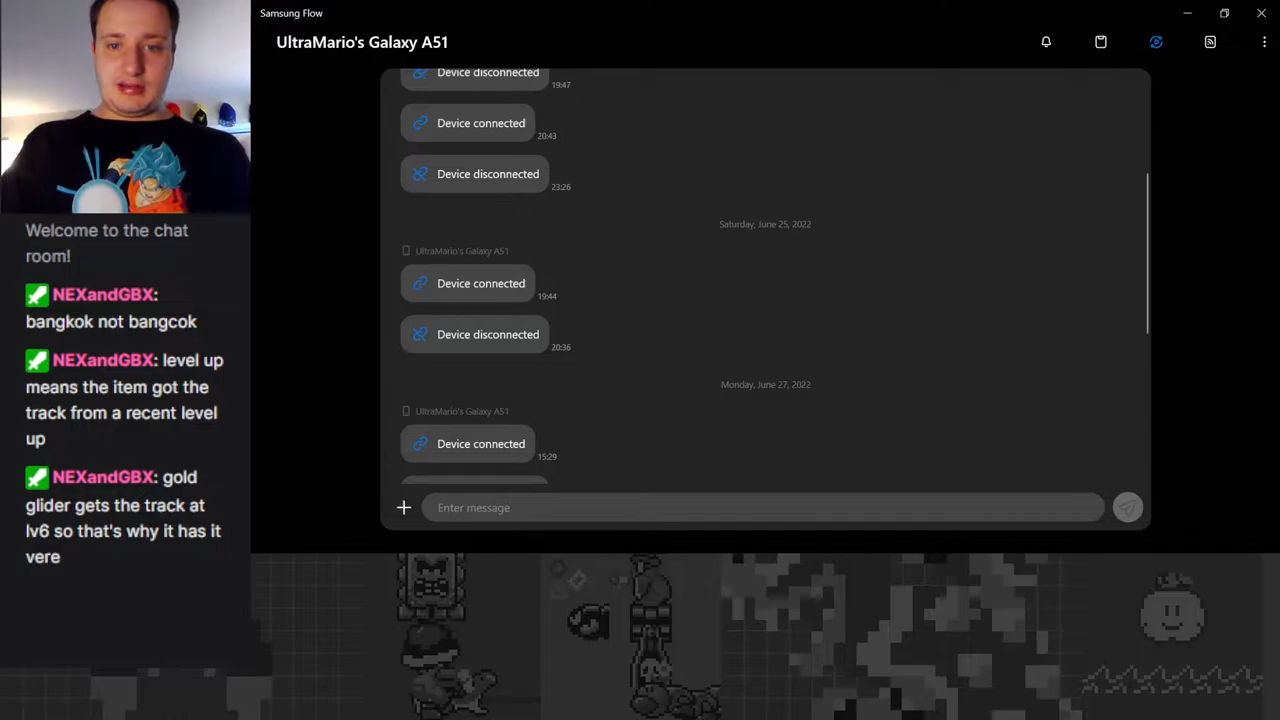 Samsung Flow
UltraMario's Galaxy A51
Device disconnected
19:47
Device connected
20:43
Device disconnected
23:26
Saturday, June 25, 2022
UltraMario's Galaxy A51
Device connected
19:44
Device disconnected
20:36
Monday, June 27, 2022
UltraMario's Galaxy A51
Device connected
15:29
Enter message
Welcome to the chat
room!
NEXandGBX:
bangkok not bangcok
NEXandGBX: level up
means the item got the
track from a recent level
up
NEXandGBX: gold
glider gets the track at
lv6 so that's why it has it
vere